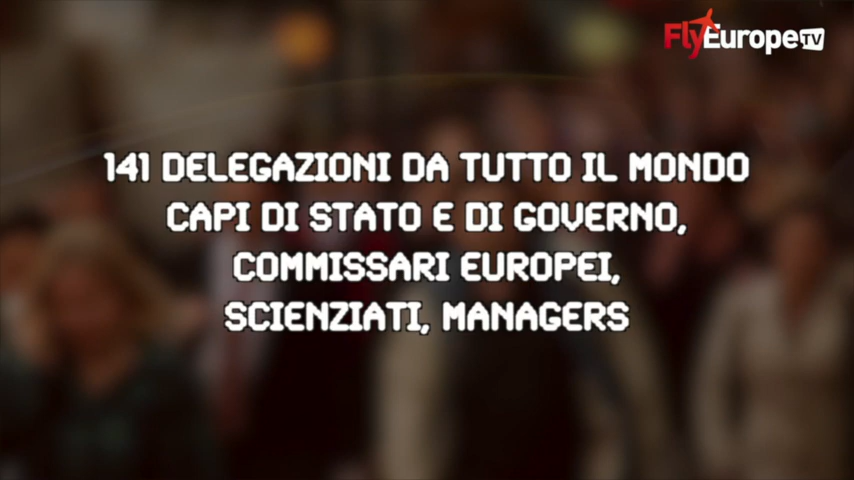 FlyEurope TV
141 DELEGAZIONI DA TUTTO IL MONDO
CAPI DI STATO E DI GOVERNO,
COMMISSARI EUROPEI,
SCIENZIATI, MANAGERS